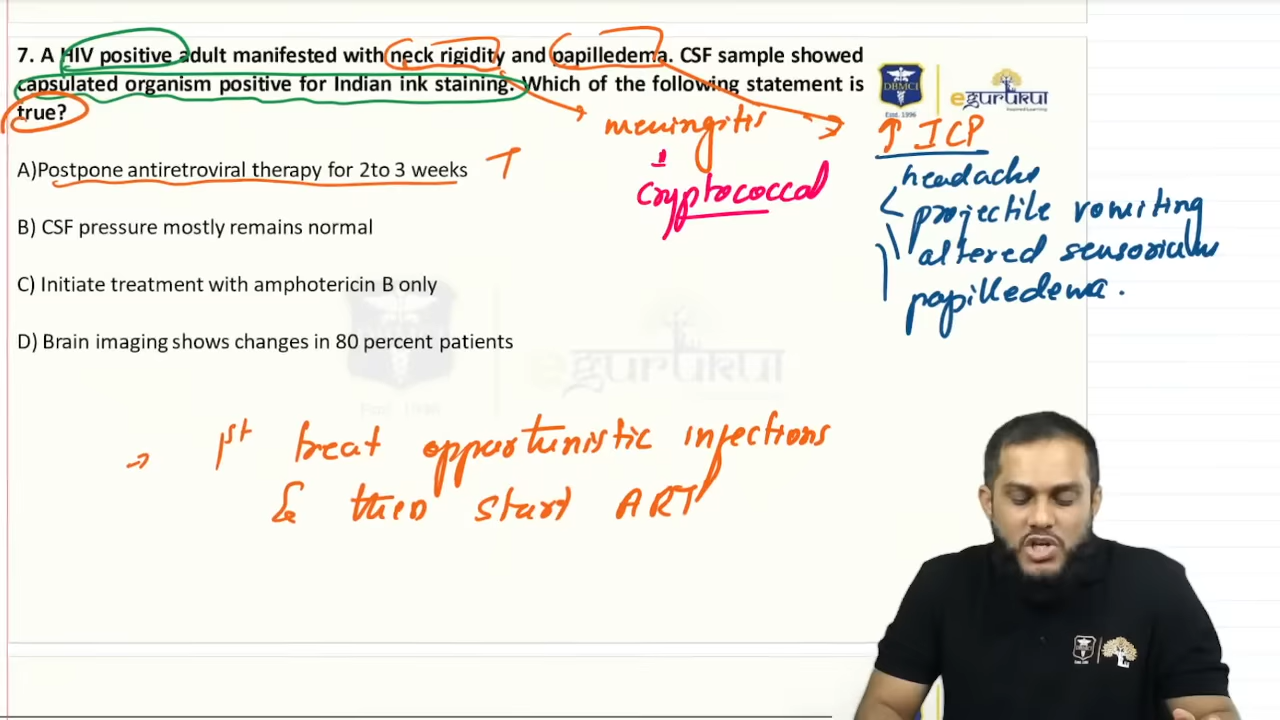 7. A HIV positive adult manifested with neck rigidity and papilledema. CSF sample showed
capsulated organism positive for Indian ink staining. Which of the following statement is
true?
DBMCI
Estd. 1996
egurukul
meningitis
↑ ICP
A)Postpone antiretroviral therapy for 2to 3 weeks T
cryptococcal
headache
projectile vomiting
altered sensorium
papilledema.
B) CSF pressure mostly remains normal
C) Initiate treatment with amphotericin B only
D) Brain imaging shows changes in 80 percent patients
egurukul
→ 1st treat opportunistic infections
& then start ART